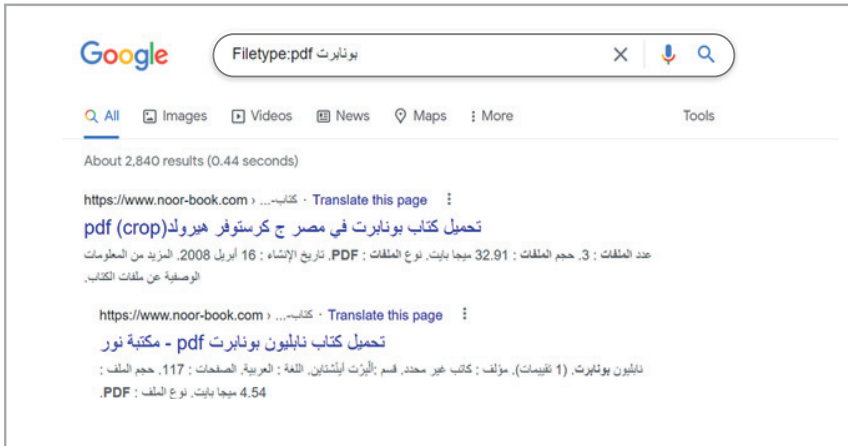 Google
Filetype:pdf بونابرت
All Images Videos News Maps More Tools
About 2,840 results (0.44 seconds)
https://www.noor-book.com › ...-كتاب · Translate this page
تحميل كتاب بونابرت في مصر ج كرستوفر هيرولد(crop) pdf
عدد الملفات : 3. حجم الملفات : 32.91 ميجا بايت. نوع الملفات : PDF. تاريخ الإنشاء : 16 أبريل 2008. المزيد من المعلومات
الوصفية عن ملفات الكتاب.
https://www.noor-book.com › ...-كتاب · Translate this page
تحميل كتاب نابليون بونابرت pdf - مكتبة نور
نابليون بونابرت. (1 تقييمات). مؤلف : كاتب غير محدد. قسم :ألْبِرْت أينْشتاين. اللغة : العربية. الصفحات : 117. حجم الملف :
4.54 ميجا بايت. نوع الملف : PDF.